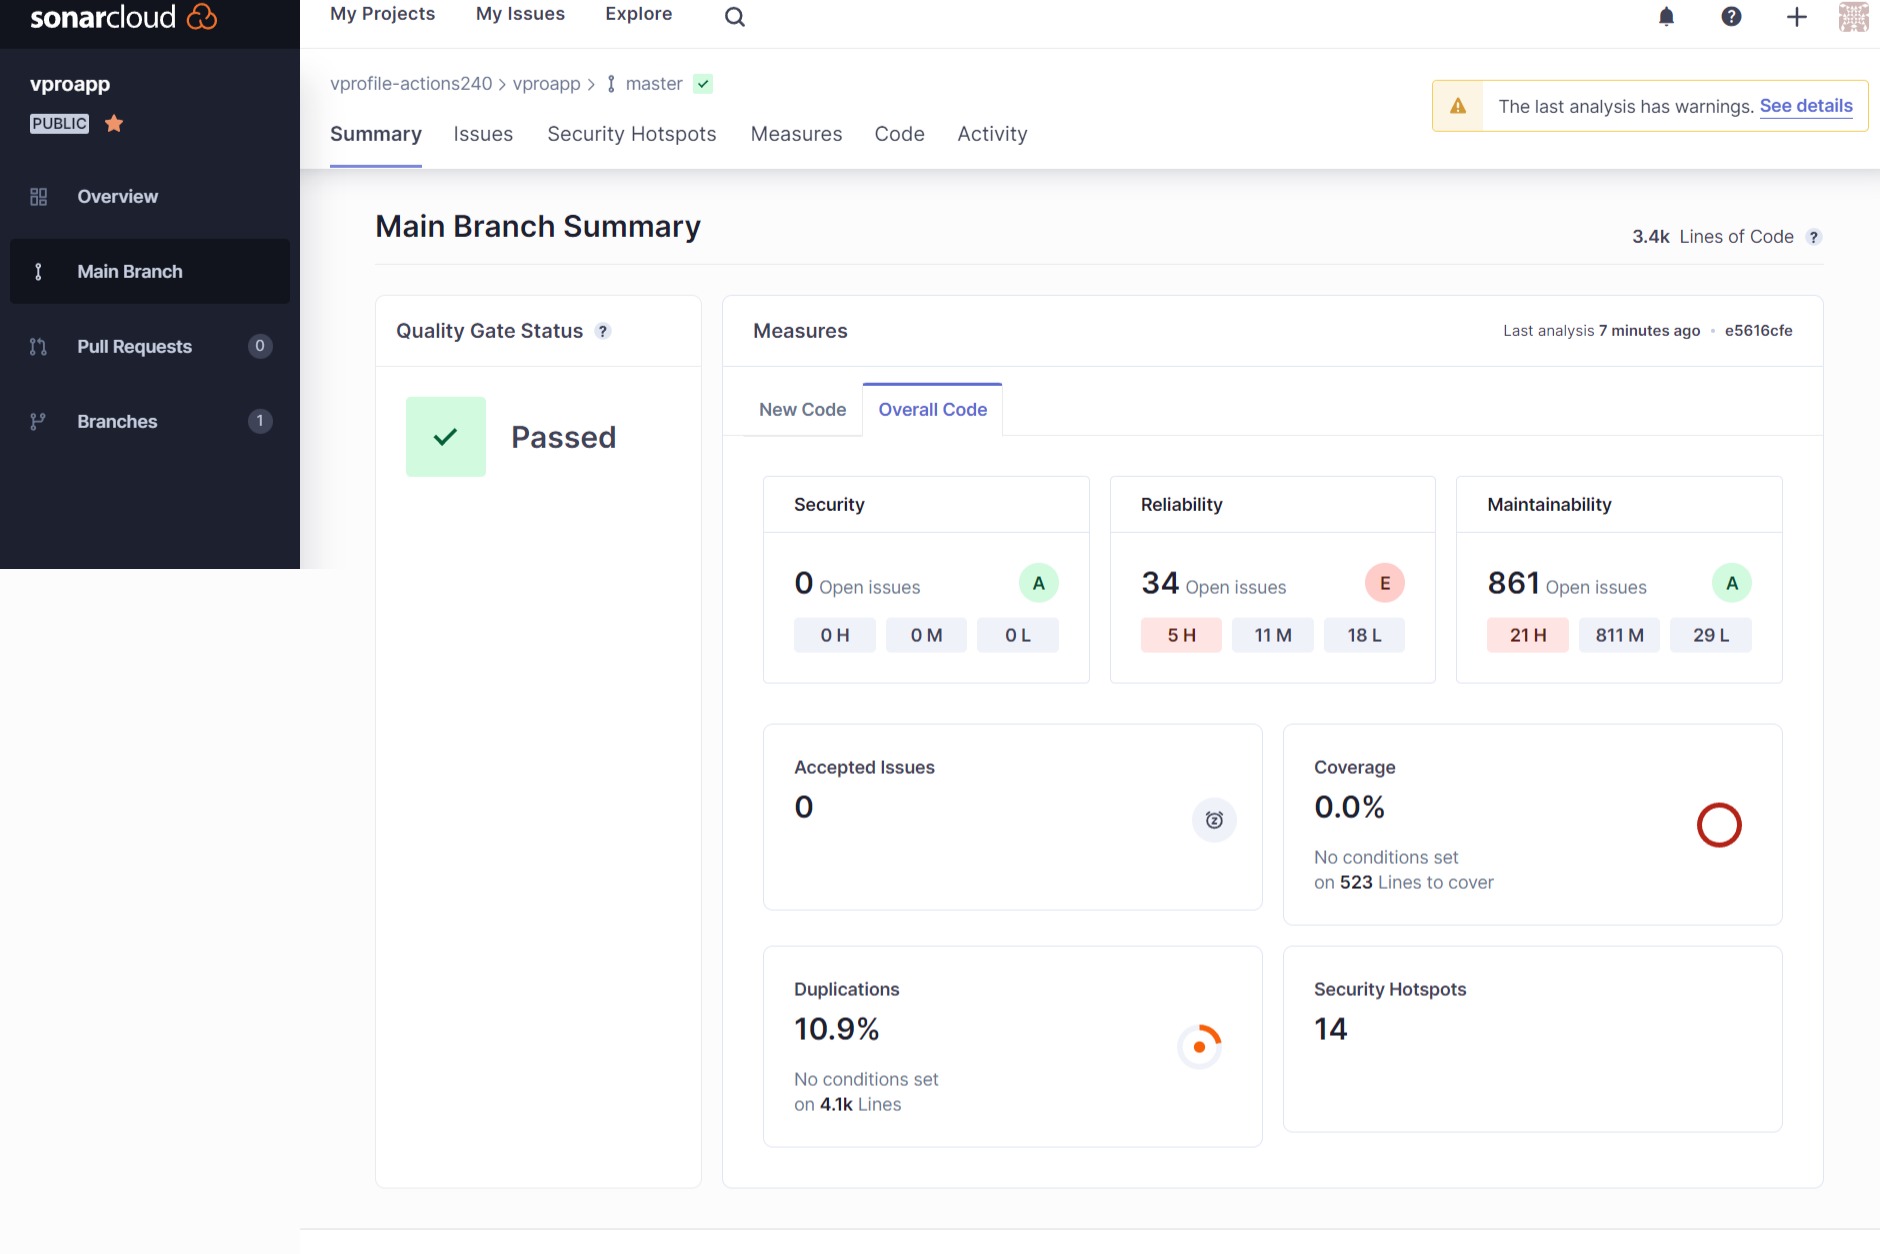 sonarcloud
My Projects
My Issues
Explore
vproapp
PUBLIC
Overview
Main Branch
Pull Requests
0
Branches
1
vprofile-actions240 > vproapp > master
The last analysis has warnings. See details
Summary
Issues
Security Hotspots
Measures
Code
Activity
Main Branch Summary
3.4k Lines of Code ?
Quality Gate Status ?
Passed
Measures
Last analysis 7 minutes ago • e5616cfe
New Code
Overall Code
Security
0 Open issues
A
0 H
0 M
0 L
Reliability
34 Open issues
E
5 H
11 M
18 L
Maintainability
861 Open issues
A
21 H
811 M
29 L
Accepted Issues
0
Coverage
0.0%
No conditions set
on 523 Lines to cover
Duplications
10.9%
No conditions set
on 4.1k Lines
Security Hotspots
14